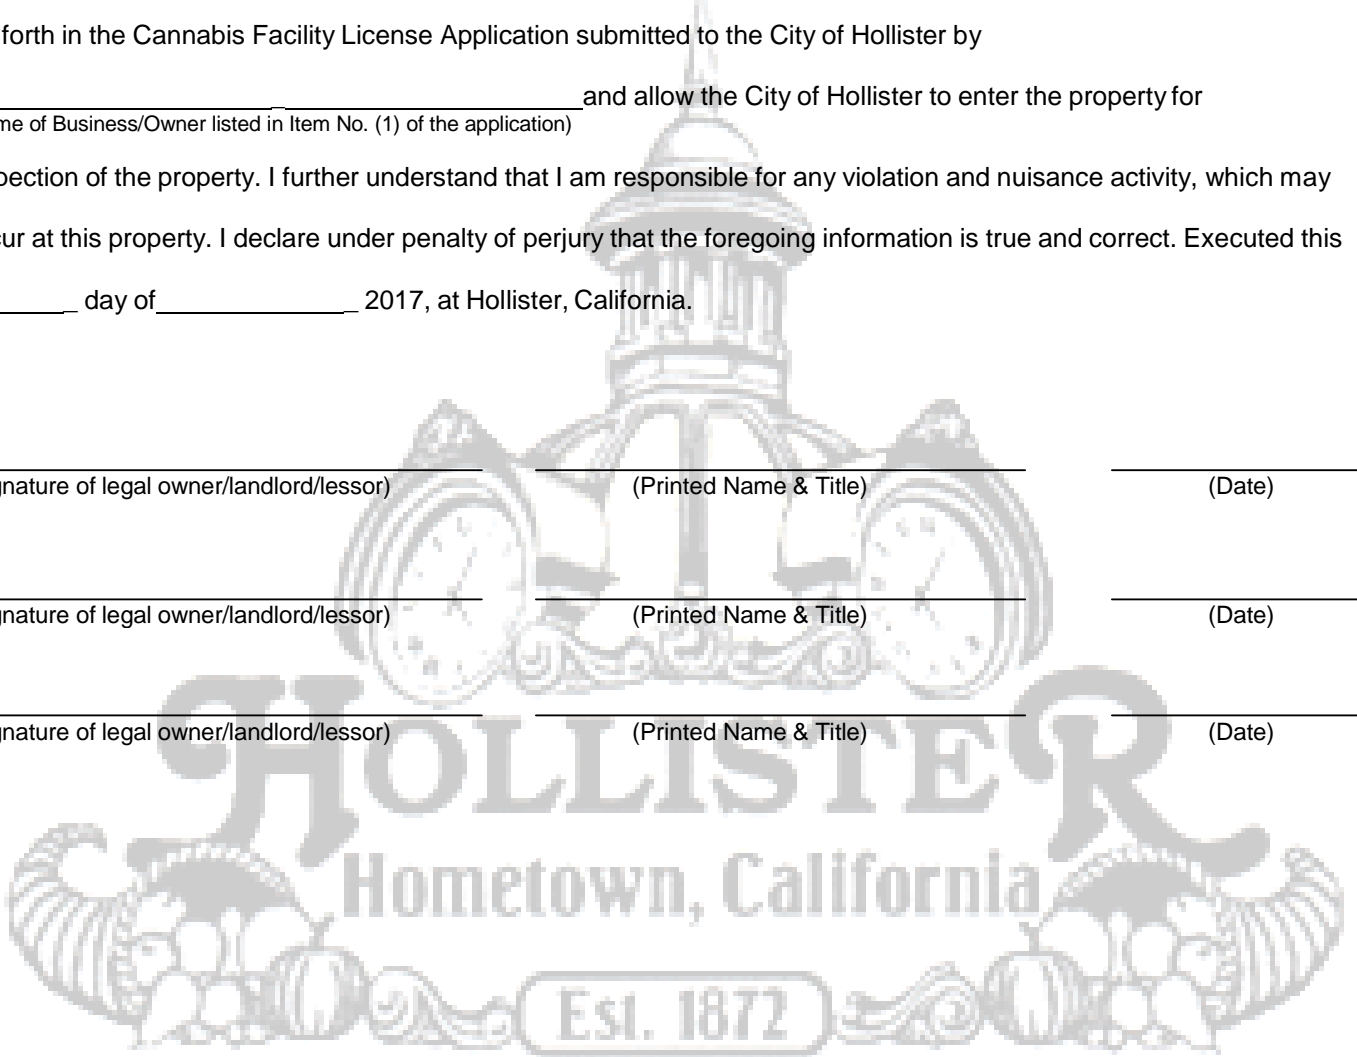 forth in the Cannabis Facility License Application submitted to the City of Hollister by
_ and allow the City of Hollister to enter the property for
me of Business/Owner listed in Item No. (1) of the application)
pection of the property. I further understand that I am responsible for any violation and nuisance activity, which may
cur at this property. I declare under penalty of perjury that the foregoing information is true and correct. Executed this
_ day of _ 2017, at Hollister, California.
gnature of legal owner/landlord/lessor) (Printed Name & Title) (Date)
gnature of legal owner/landlord/lessor) (Printed Name & Title) (Date)
gnature of legal owner/landlord/lessor) (Printed Name & Title) (Date)
HOLLISTER
Hometown, California
Est. 1872